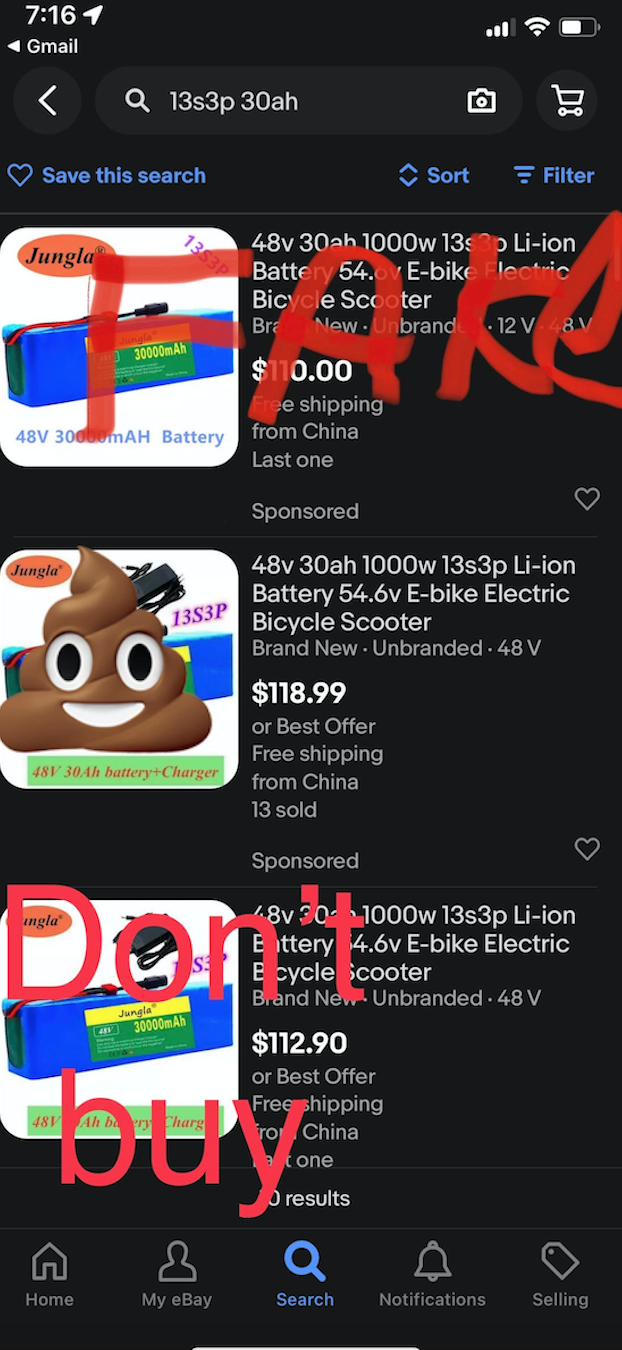 7:16
Gmail
13s3p 30ah
Save this search
Sort
Filter
Jungla®
13S3P
Jungla®
48V
30000mAh
48V 30000mAH Battery
48v 30ah 1000w 13s3p Li-ion
Battery 54.6v E-bike Electric
Bicycle Scooter
Brand New · Unbranded · 12 V · 48 V
$110.00
Free shipping
from China
Last one
Sponsored
FAKe
Jungla®
13S3P
48V 30Ah battery+Charger
48v 30ah 1000w 13s3p Li-ion
Battery 54.6v E-bike Electric
Bicycle Scooter
Brand New · Unbranded · 48 V
$118.99
or Best Offer
Free shipping
from China
13 sold
Sponsored
Don't
buy
Jungla®
13S3P
Jungla®
48V
30000mAh
48V 30Ah battery+Charger
48v 30ah 1000w 13s3p Li-ion
Battery 54.6v E-bike Electric
Bicycle Scooter
Brand New · Unbranded · 48 V
$112.90
or Best Offer
Free shipping
from China
Last one
results
Home
My eBay
Search
Notifications
Selling